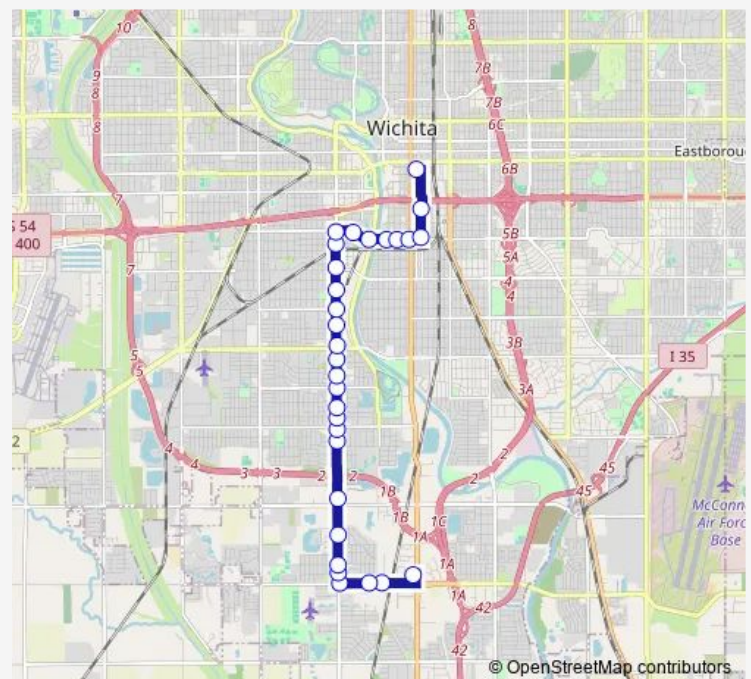 10
8
9
8
7B
8
7B
6C
Wichita
Eastborou
6B
7
S 54
400
5B
7
5A
4
4
3B
I 35
5
5
3A
2
4
4
3
3
2
2
2
2
45
45
1B
McConn
Air Forc
Base
1B
1C
1A
1A
1A
42
42
© OpenStreetMap contributors